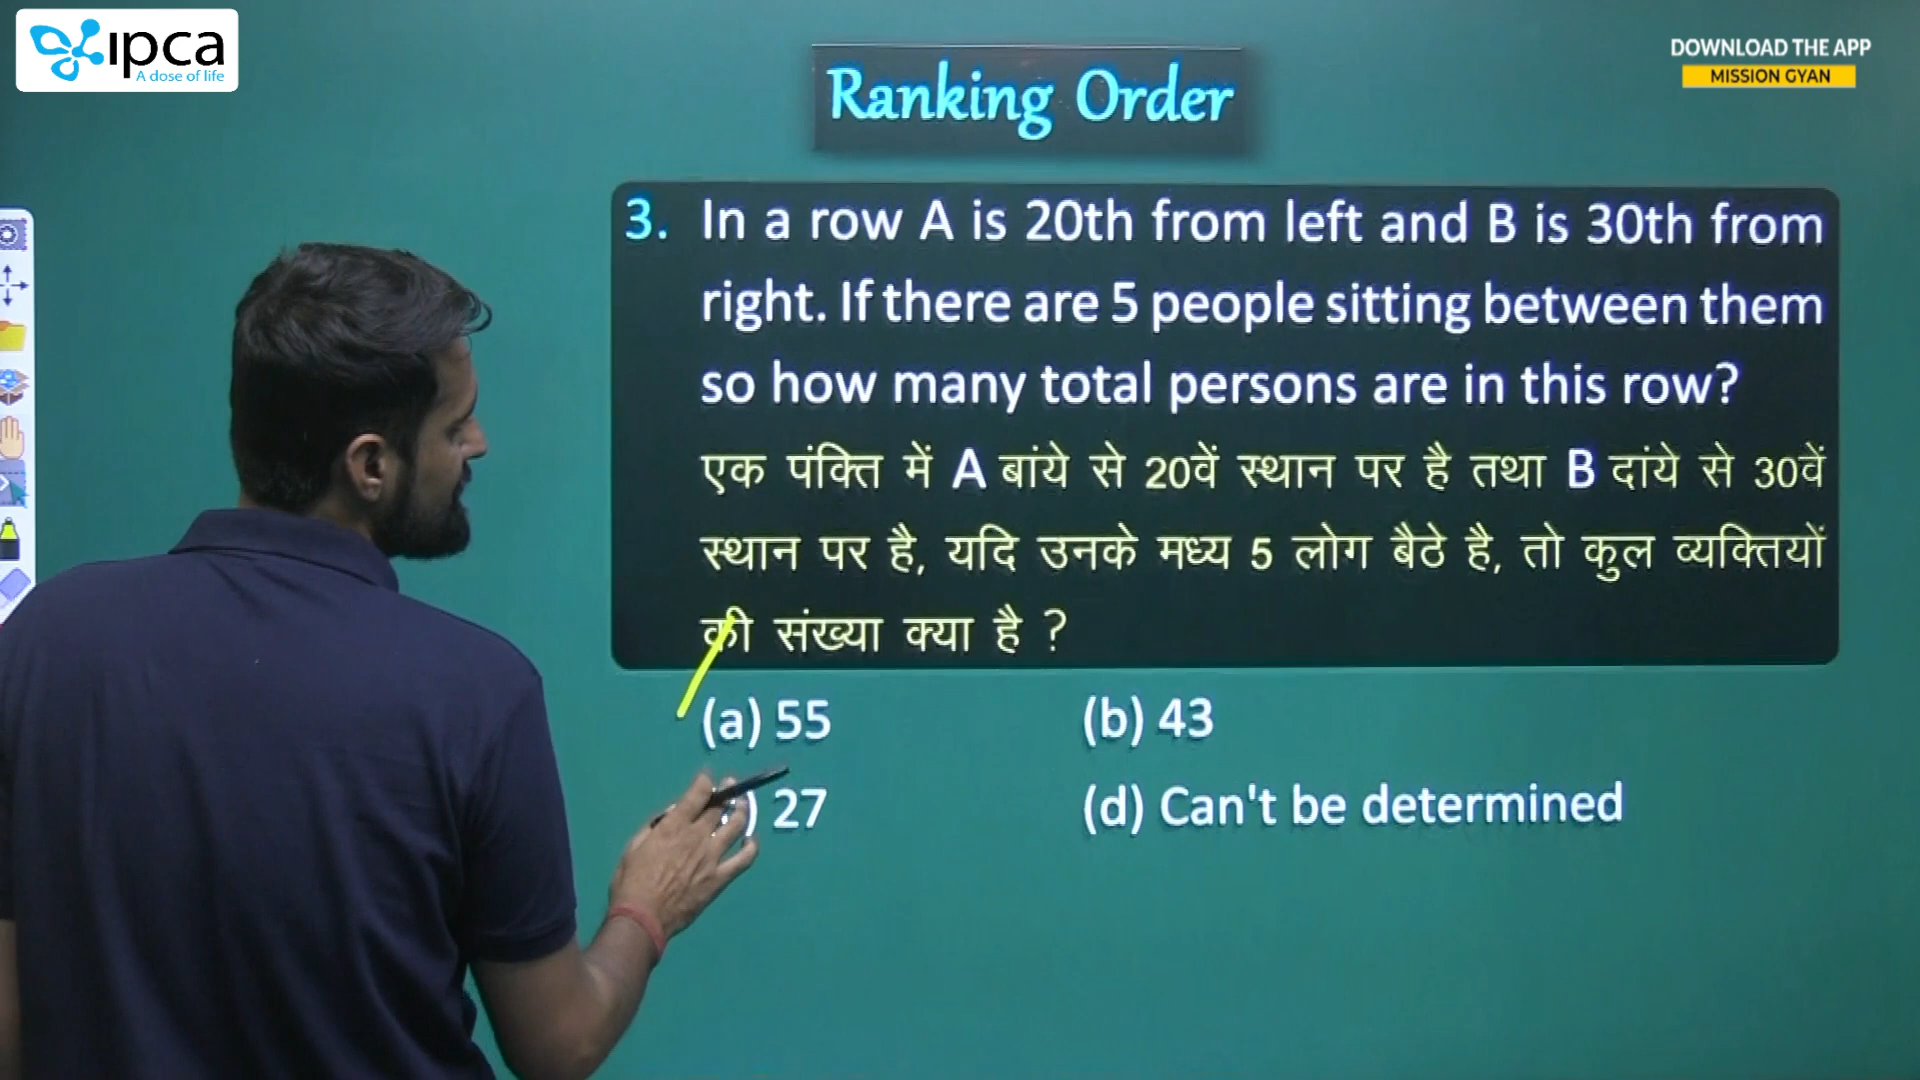 ipca
A dose of life
DOWNLOAD THE APP
MISSION GYAN
Ranking Order
3. In a row A is 20th from left and B is 30th from
right. If there are 5 people sitting between them
so how many total persons are in this row?
एक पंक्ति में A बांये से 20वें स्थान पर है तथा B दांये से 30वें
स्थान पर है, यदि उनके मध्य 5 लोग बैठे है, तो कुल व्यक्तियों
की संख्या क्या है ?
(a) 55 (b) 43
) 27 (d) Can't be determined